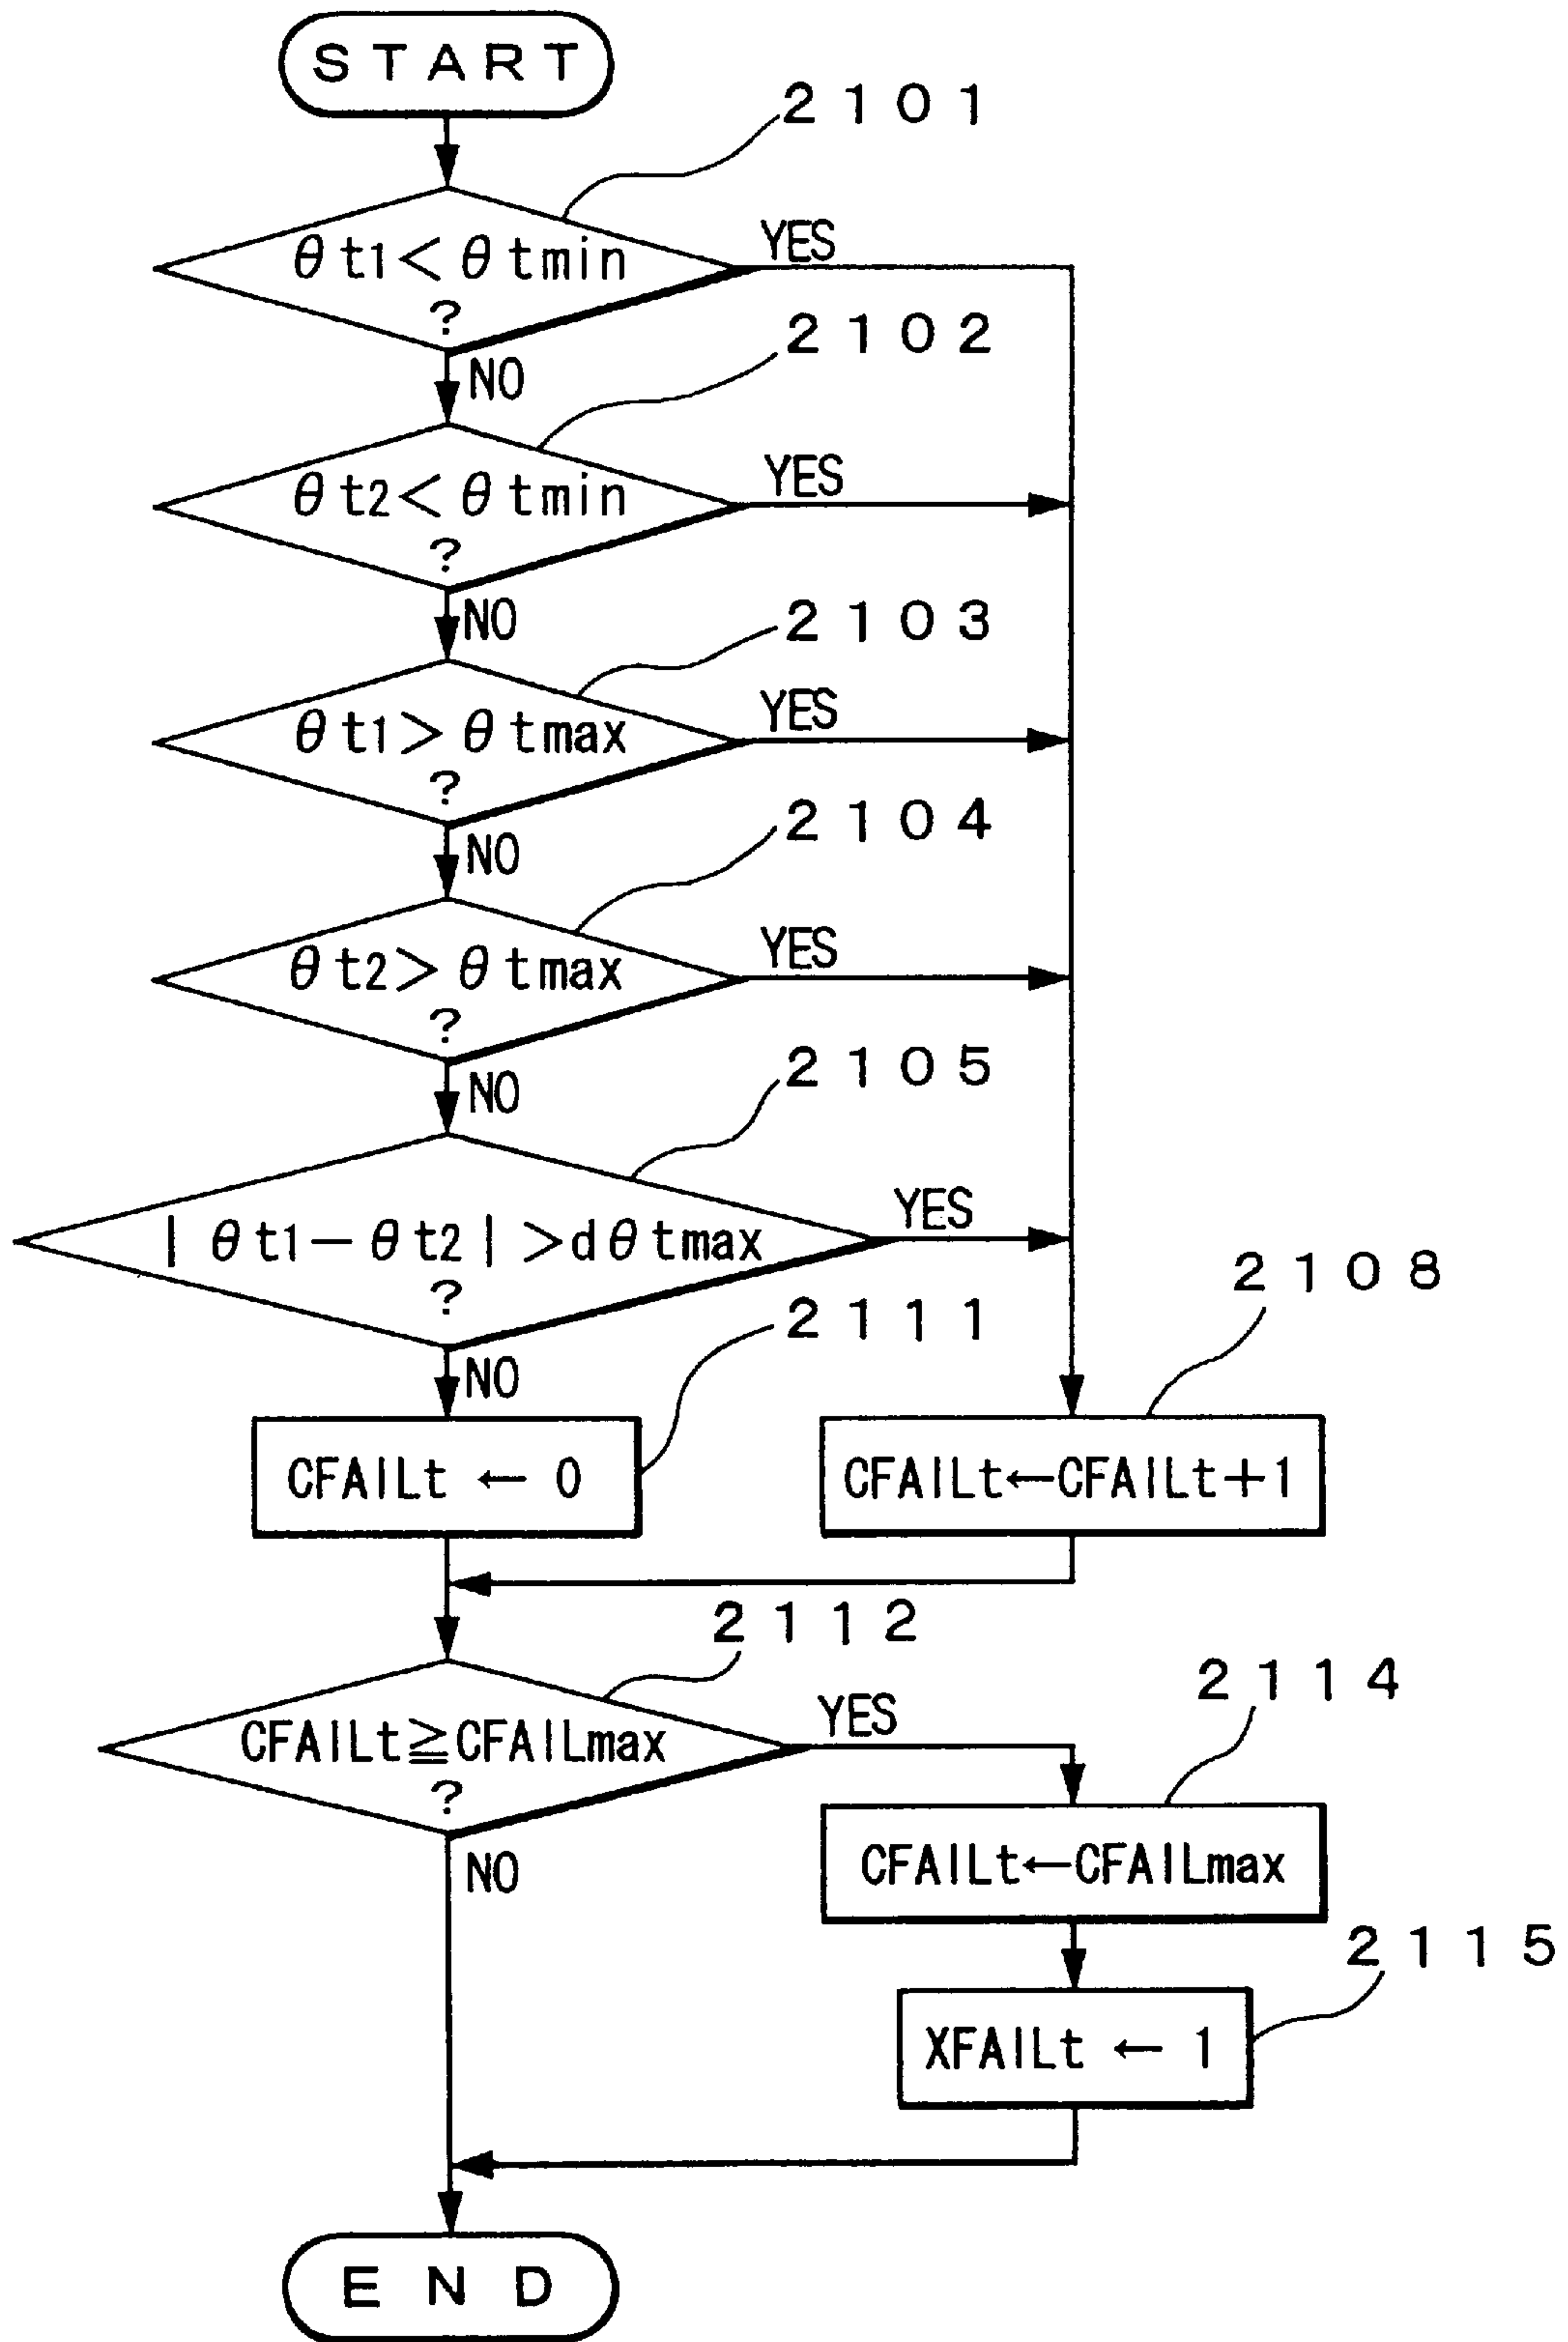 START
2101
θt1<θtmin
?
YES
NO
2102
θt2<θtmin
?
YES
NO
2103
θt1>θtmax
?
YES
NO
2104
θt2>θtmax
?
YES
NO
2105
|θt1-θt2|>dθtmax
?
YES
NO
2111
2108
CFAILt ← 0
CFAILt←CFAILt+1
2112
CFAILt≧CFAILmax
?
YES
NO
2114
CFAILt←CFAILmax
2115
XFAILt ← 1
END